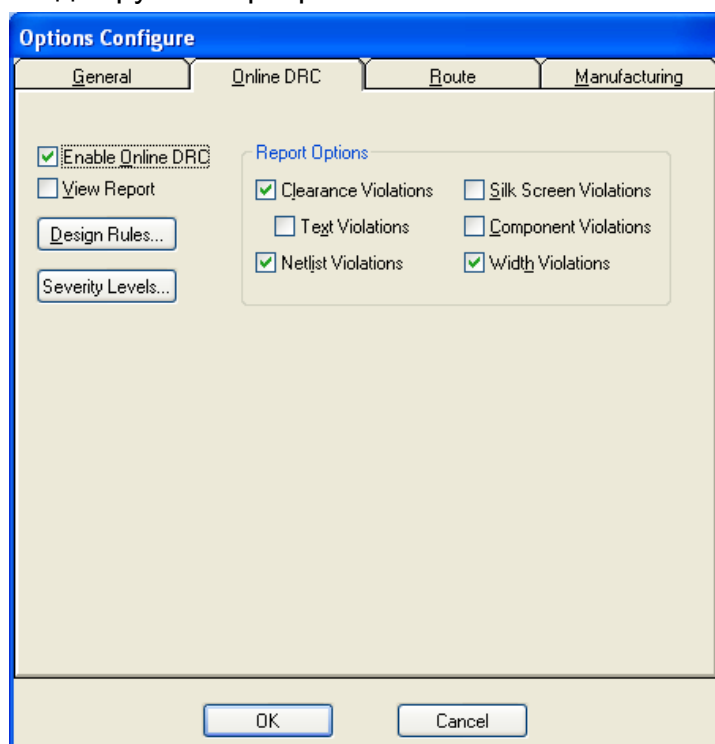 Options Configure
General Online DRC Route Manufacturing
Enable Online DRC
View Report
Design Rules...
Severity Levels...
Report Options
Clearance Violations Silk Screen Violations
Text Violations Component Violations
Netlist Violations Width Violations
OK Cancel